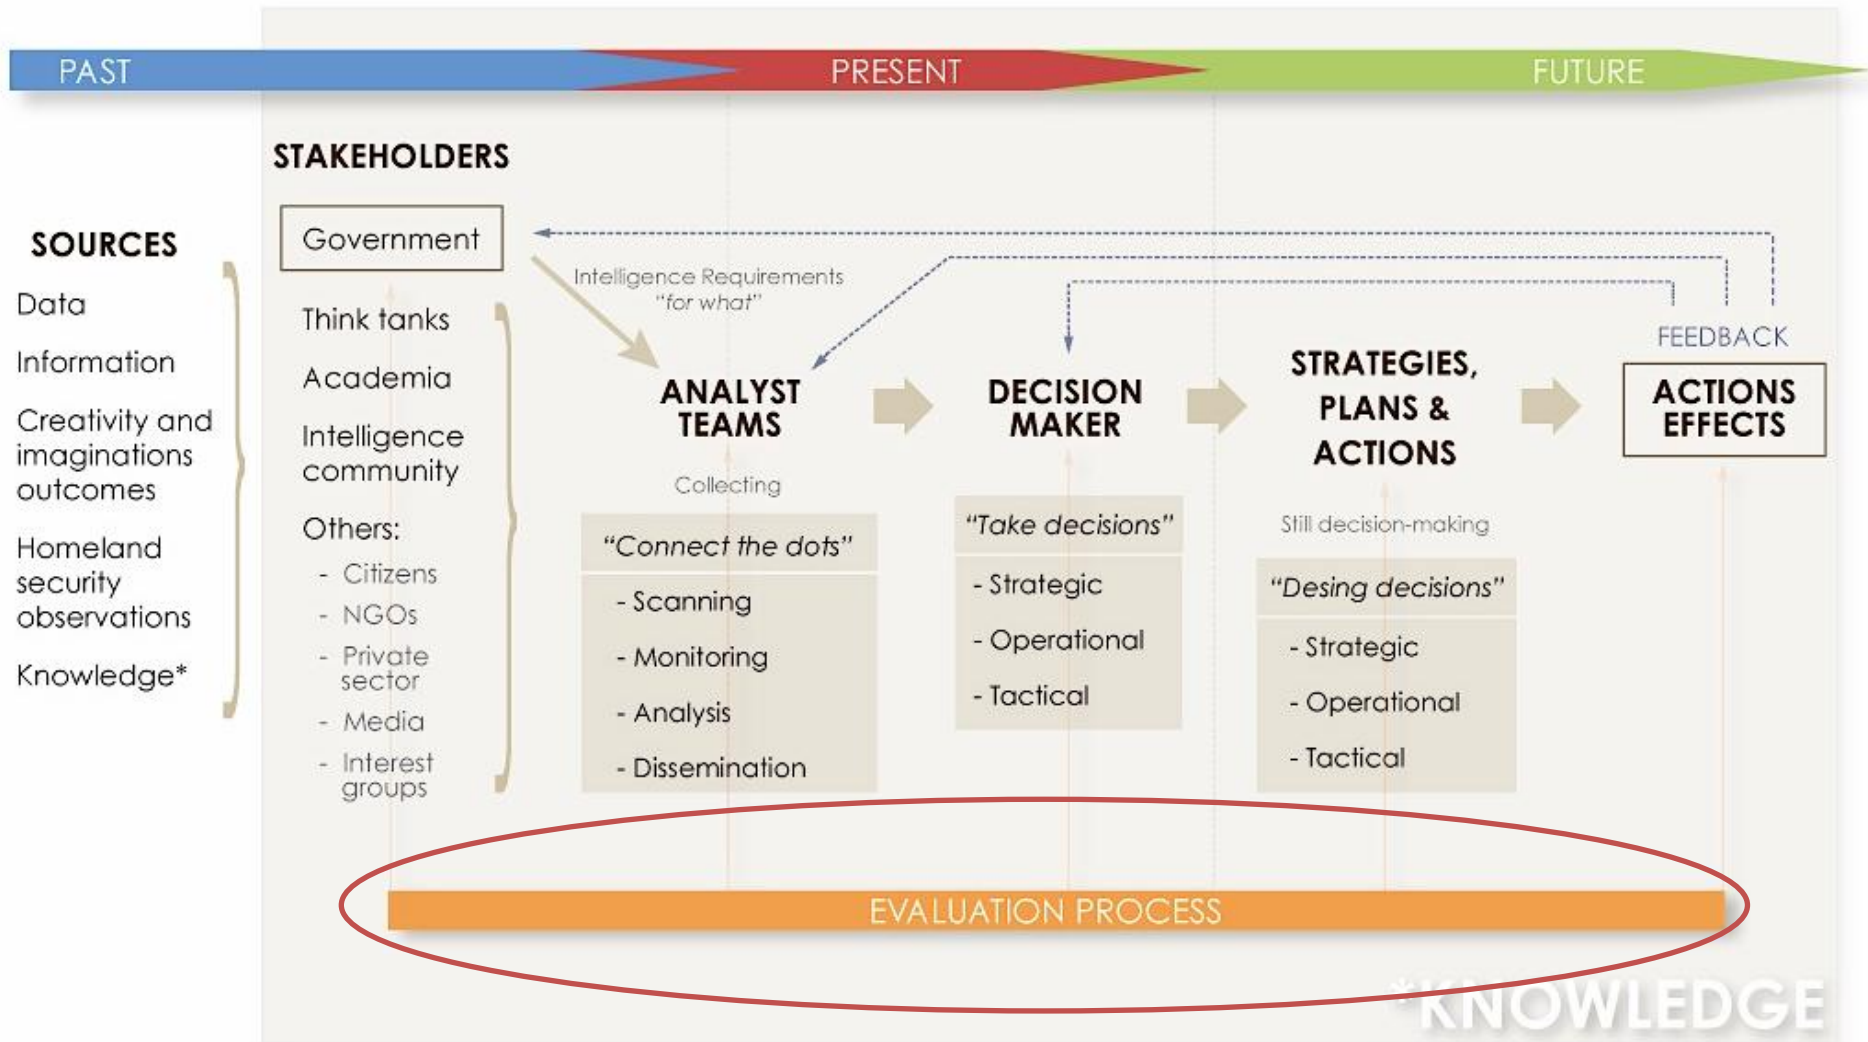 PAST
PRESENT
FUTURE
STAKEHOLDERS
SOURCES
Data
Information
Creativity and
imaginations
outcomes
Homeland
security
observations
Knowledge*
Government
Think tanks
Academia
Intelligence
community
Others:
- Citizens
- NGOs
- Private
sector
- Media
- Interest
groups
Intelligence Requirements
"for what"
ANALYST
TEAMS
Collecting
"Connect the dots"
- Scanning
- Monitoring
- Analysis
- Dissemination
DECISION
MAKER
"Take decisions"
- Strategic
- Operational
- Tactical
STRATEGIES,
PLANS &
ACTIONS
Still decision-making
"Desing decisions"
- Strategic
- Operational
- Tactical
FEEDBACK
ACTIONS
EFFECTS
EVALUATION PROCESS
*KNOWLEDGE